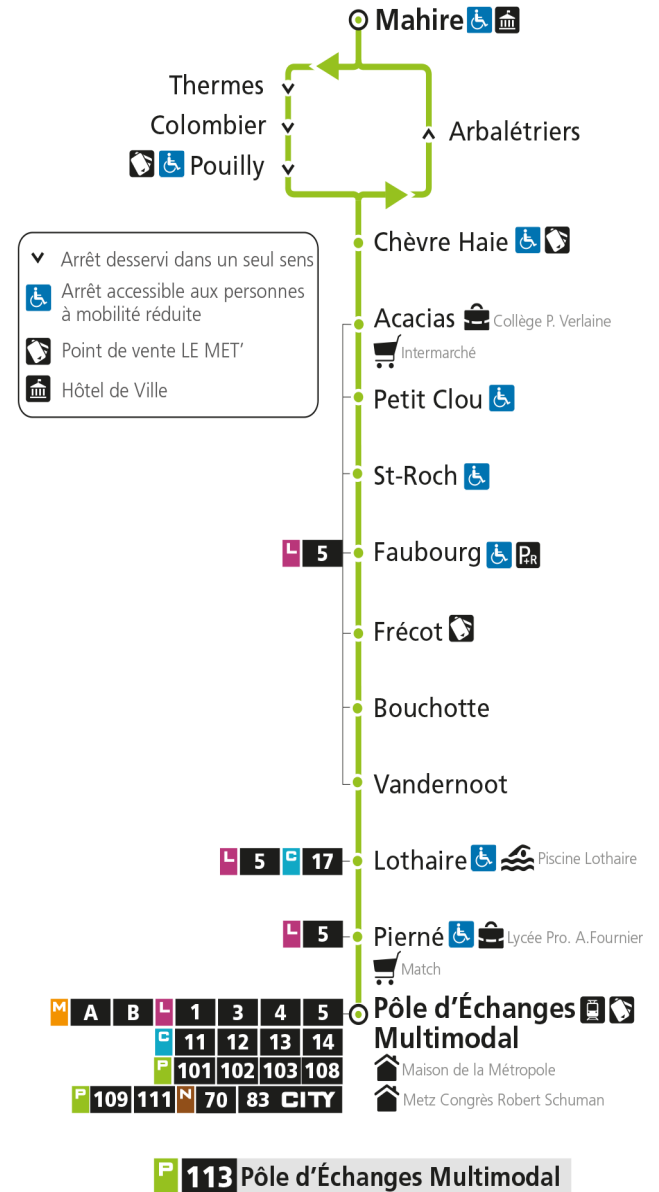 Mahire
Thermes
Colombier
Pouilly
Arbalétriers
Chèvre Haie
Arrêt desservi dans un seul sens
Arrêt accessible aux personnes
à mobilité réduite
Point de vente LE MET'
Hôtel de Ville
Acacias Collège P. Verlaine
Intermarché
Petit Clou
St-Roch
L 5 Faubourg P+R
Frécot
Bouchotte
Vandernoot
L 5 C 17 Lothaire Piscine Lothaire
L 5 Pierné Lycée Pro. A.Fournier
Match
M A B L 1 3 4 5 Pôle d'Échanges
C 11 12 13 14 Multimodal
P 101 102 103 108 Maison de la Métropole
P 109 111 N 70 83 CITY Metz Congrès Robert Schuman
P 113 Pôle d'Échanges Multimodal